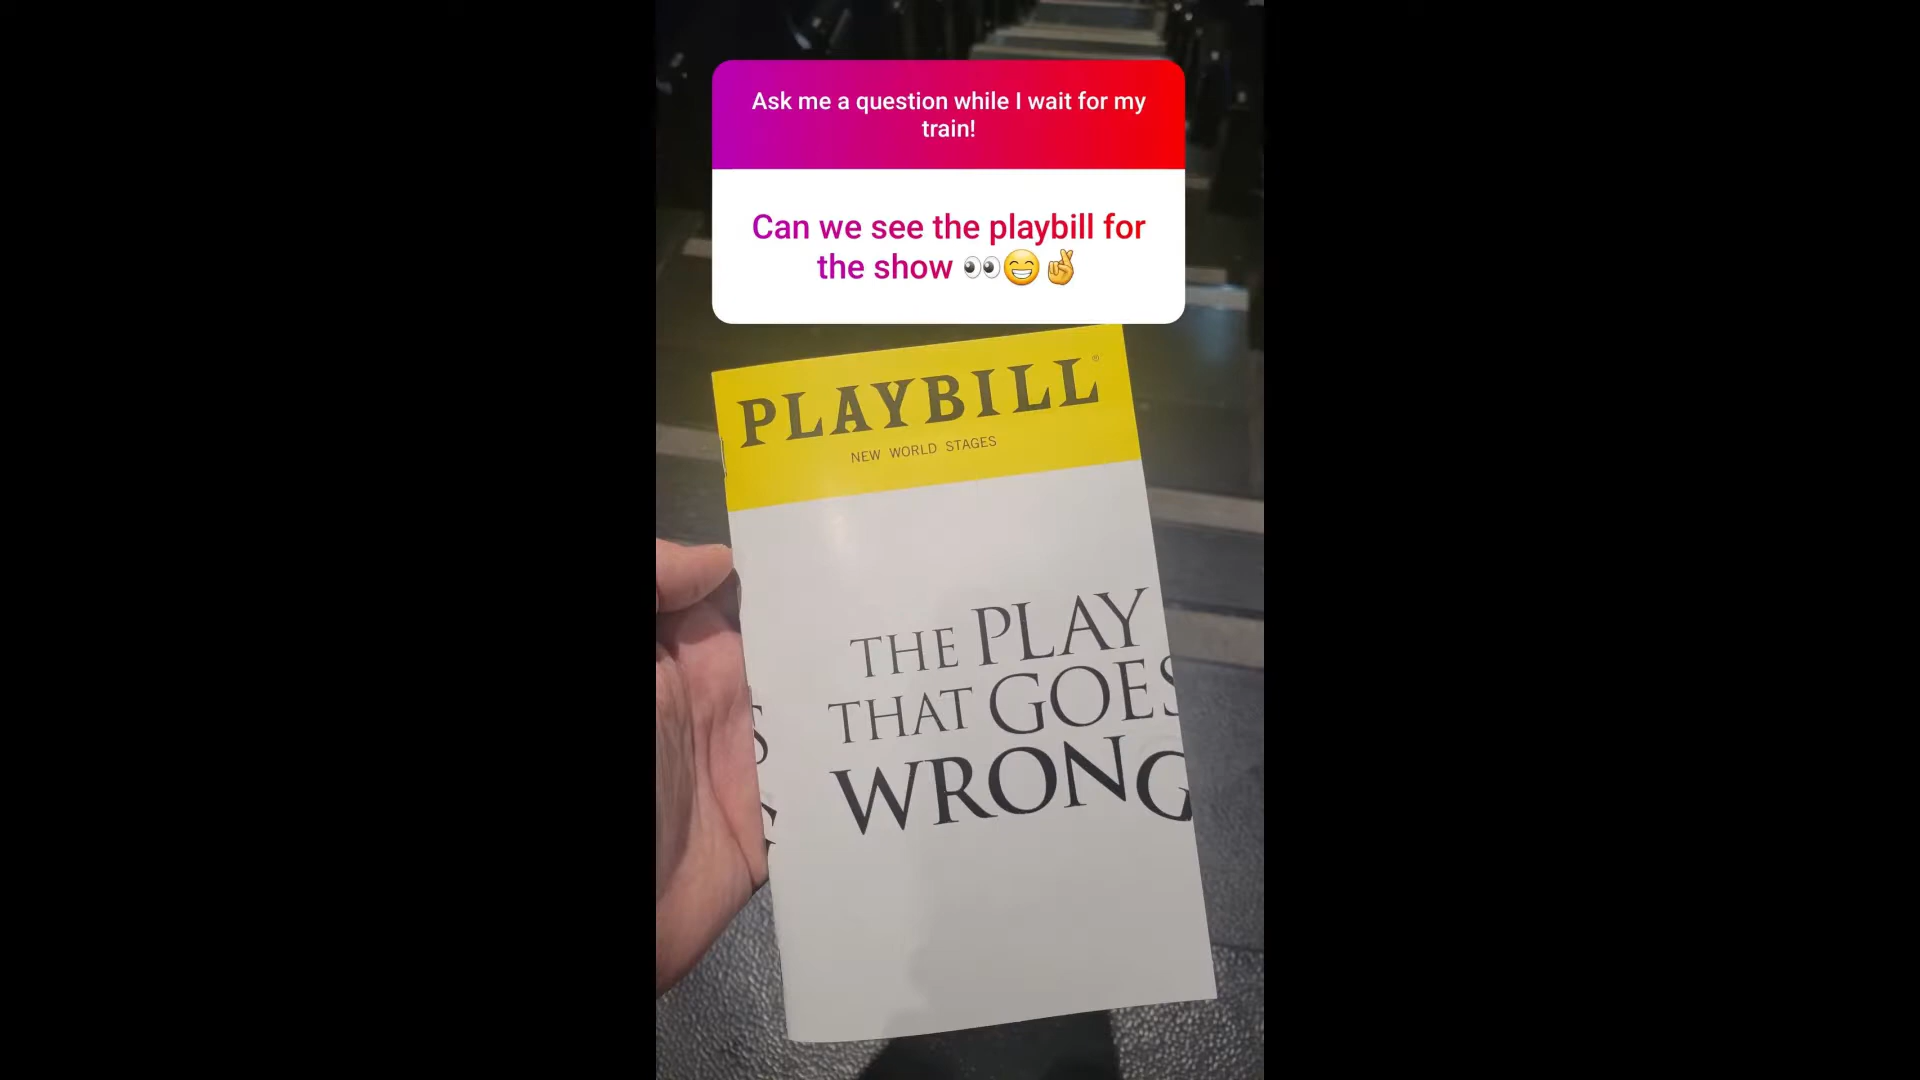 Ask me a question while I wait for my
train!
Can we see the playbill for
the show 👀😁🤞
PLAYBILL®
NEW WORLD STAGES
THE PLAY
THAT GOES
WRONG
S